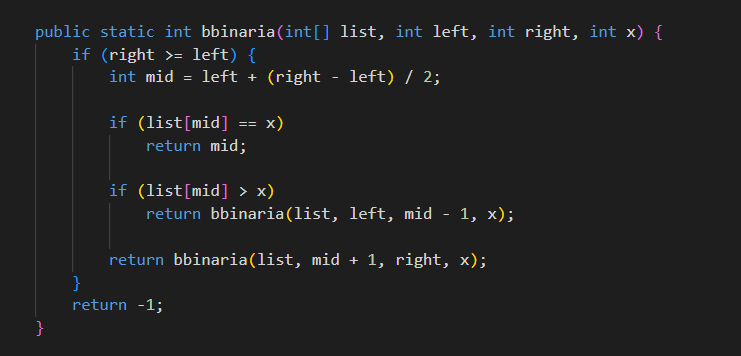 public static int bbinaria(int[] list, int left, int right, int x) {
    if (right >= left) {
        int mid = left + (right - left) / 2;

        if (list[mid] == x)
            return mid;

        if (list[mid] > x)
            return bbinaria(list, left, mid - 1, x);

        return bbinaria(list, mid + 1, right, x);
    }
    return -1;
}